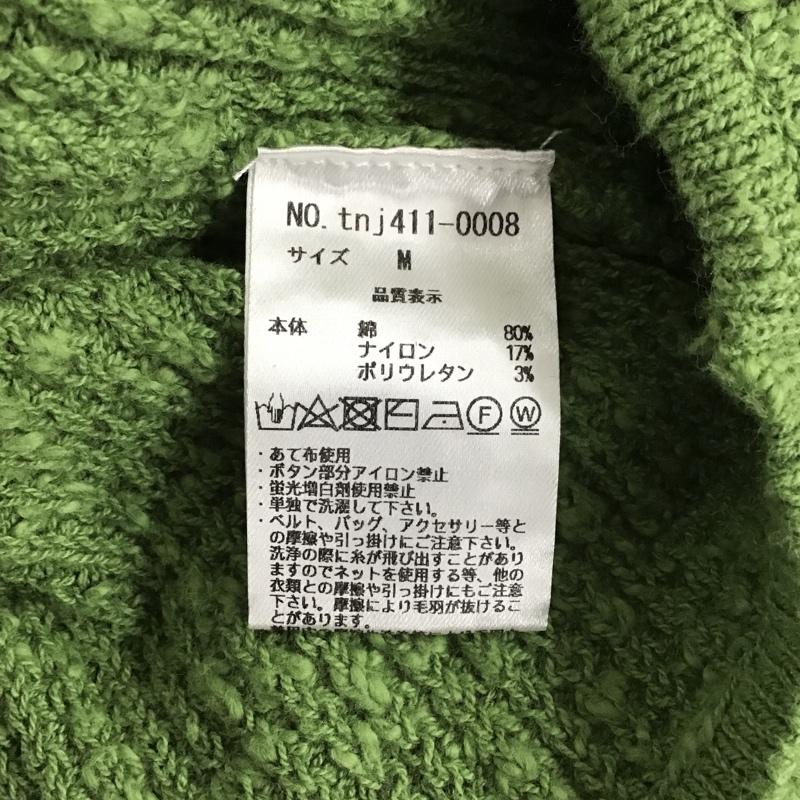 NO. tnj411-0008
サイズ M
品質表示
本体 綿 80%
ナイロン 17%
ポリウレタン 3%
F W
・あて布使用
・ボタン部分アイロン禁止
・蛍光増白剤使用禁止
・単独で洗濯して下さい。
・ベルト、バッグ、アクセサリー等と
の摩擦や引っ掛けにご注意下さい。
洗浄の際に糸が飛び出すことがあり
ますのでネットを使用する等、他の
衣類との摩擦や引っ掛けにもご注意
下さい。摩擦により毛羽が抜けるこ
とがあります。